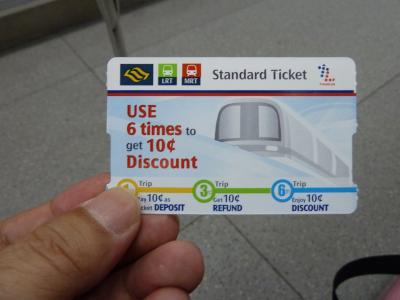 LRT MRT Standard Ticket
USE
6 times to
get 10¢
Discount
Trip 3 Trip 6 Trip
10¢ as Get 10¢ Enjoy 10¢
DEPOSIT REFUND DISCOUNT